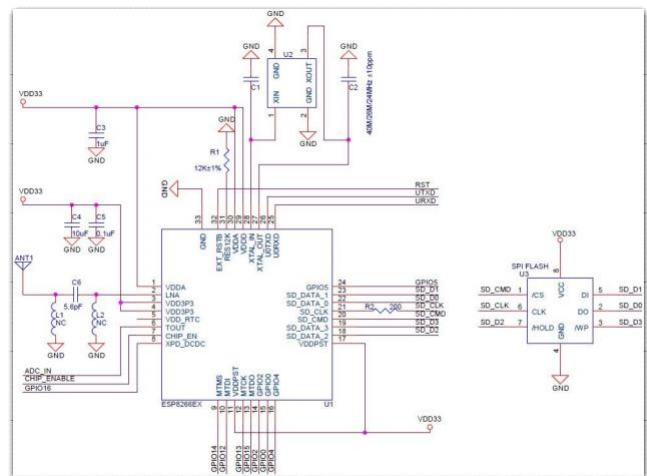 GND
GND
GND
4
3
U2
GND
XOUT
XIN
GND
C1
C2
1
2
GND
40M/26M/24MHz ±10ppm
VDD33
C3
1uF
GND
GND
R1
12K±1%
GND
VDD33
C4
10uF
C5
0.1uF
GND
GND
RST
UTXD
URXD
33
32
31
30
29
28
27
26
25
GND
EXT_RSTB
RES12K
VDDA
VDDD
XTAL_IN
XTAL_OUT
U0TXD
U0RXD
ANT1
C6
5.6pF
L1
NC
L2
NC
GND
GND
1
2
3
4
5
6
7
8
VDDA
LNA
VDD3P3
VDD3P3
VDD_RTC
TOUT
CHIP_EN
XPD_DCDC
GPIO5
SD_DATA_1
SD_DATA_0
SD_CLK
SD_CMD
SD_DATA_3
SD_DATA_2
VDDPST
24
23
22
21
20
19
18
17
GPIO5
SD_D1
SD_D0
SD_CLK
SD_CMD
SD_D3
SD_D2
R2
200
ADC_IN
CHIP_ENABLE
GPIO16
MTMS
MTDI
VDDPST
MTCK
MTDO
GPIO2
GPIO0
GPIO4
ESP8266EX
U1
9
10
11
12
13
14
15
16
GPIO14
GPIO12
GPIO13
GPIO15
GPIO2
GPIO0
GPIO4
VDD33
VDD33
SPI FLASH
U3
8
SD_CMD 1 /CS VCC DI 5 SD_D1
SD_CLK 6 CLK DO 2 SD_D0
SD_D2 7 /HOLD GND /WP 3 SD_D3
4
GND